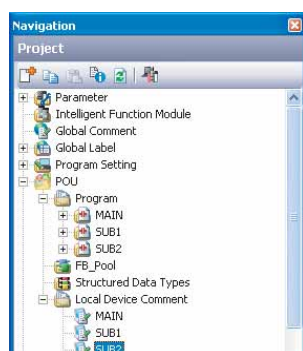 Navigation
Project
Parameter
Intelligent Function Module
Global Comment
Global Label
Program Setting
POU
Program
MAIN
SUB1
SUB2
FB_Pool
Structured Data Types
Local Device Comment
MAIN
SUB1
SUB2